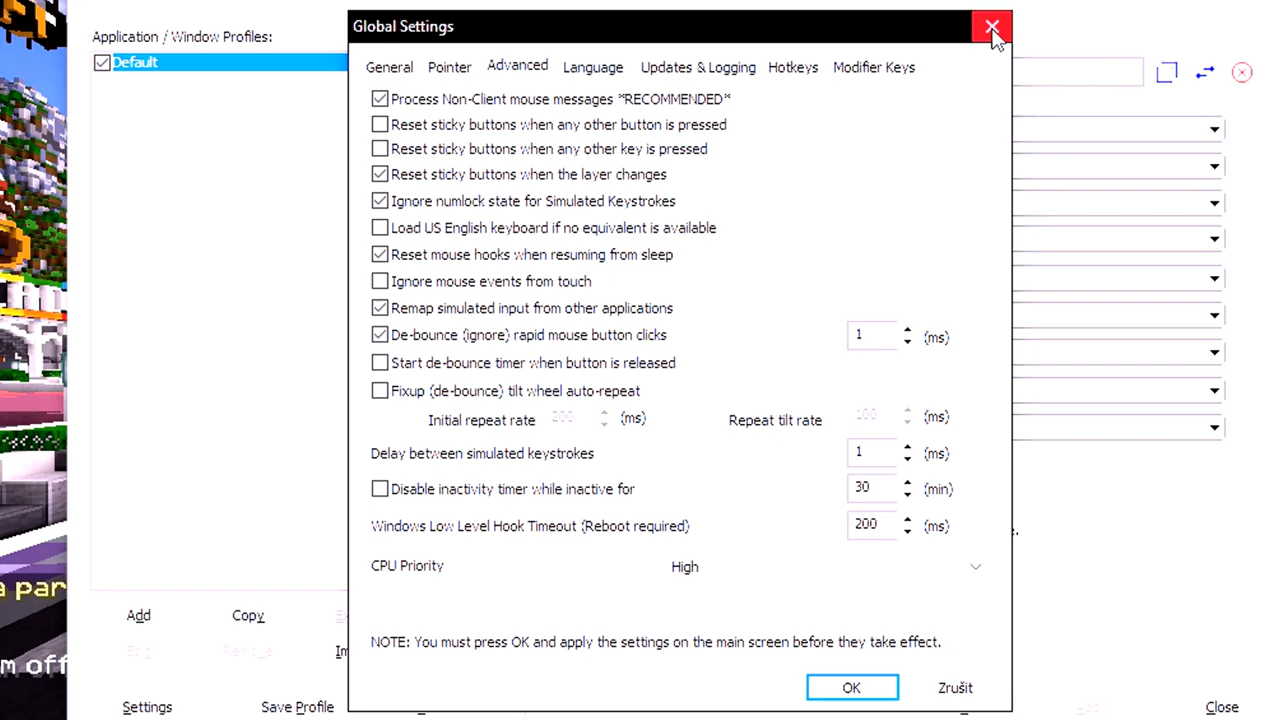 Global Settings
Application / Window Profiles:
Default
General Pointer Advanced Language Updates & Logging Hotkeys Modifier Keys
Process Non-Client mouse messages *RECOMMENDED*
Reset sticky buttons when any other button is pressed
Reset sticky buttons when any other key is pressed
Reset sticky buttons when the layer changes
Ignore numlock state for Simulated Keystrokes
Load US English keyboard if no equivalent is available
Reset mouse hooks when resuming from sleep
Ignore mouse events from touch
Remap simulated input from other applications
De-bounce (ignore) rapid mouse button clicks 1 (ms)
Start de-bounce timer when button is released
Fixup (de-bounce) tilt wheel auto-repeat
Initial repeat rate 200 (ms) Repeat tilt rate 100 (ms)
Delay between simulated keystrokes 1 (ms)
Disable inactivity timer while inactive for 30 (min)
Windows Low Level Hook Timeout (Reboot required) 200 (ms)
CPU Priority High
a par
Add Copy
NOTE: You must press OK and apply the settings on the main screen before they take effect.
m off
OK Zrušit
Settings Save Profile Close